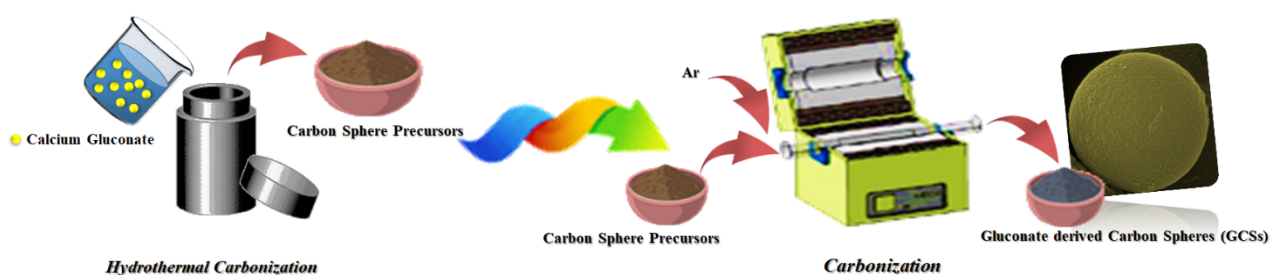 Calcium Gluconate
Carbon Sphere Precursors
Hydrothermal Carbonization
Ar
Carbon Sphere Precursors
Carbonization
Gluconate derived Carbon Spheres (GCSs)